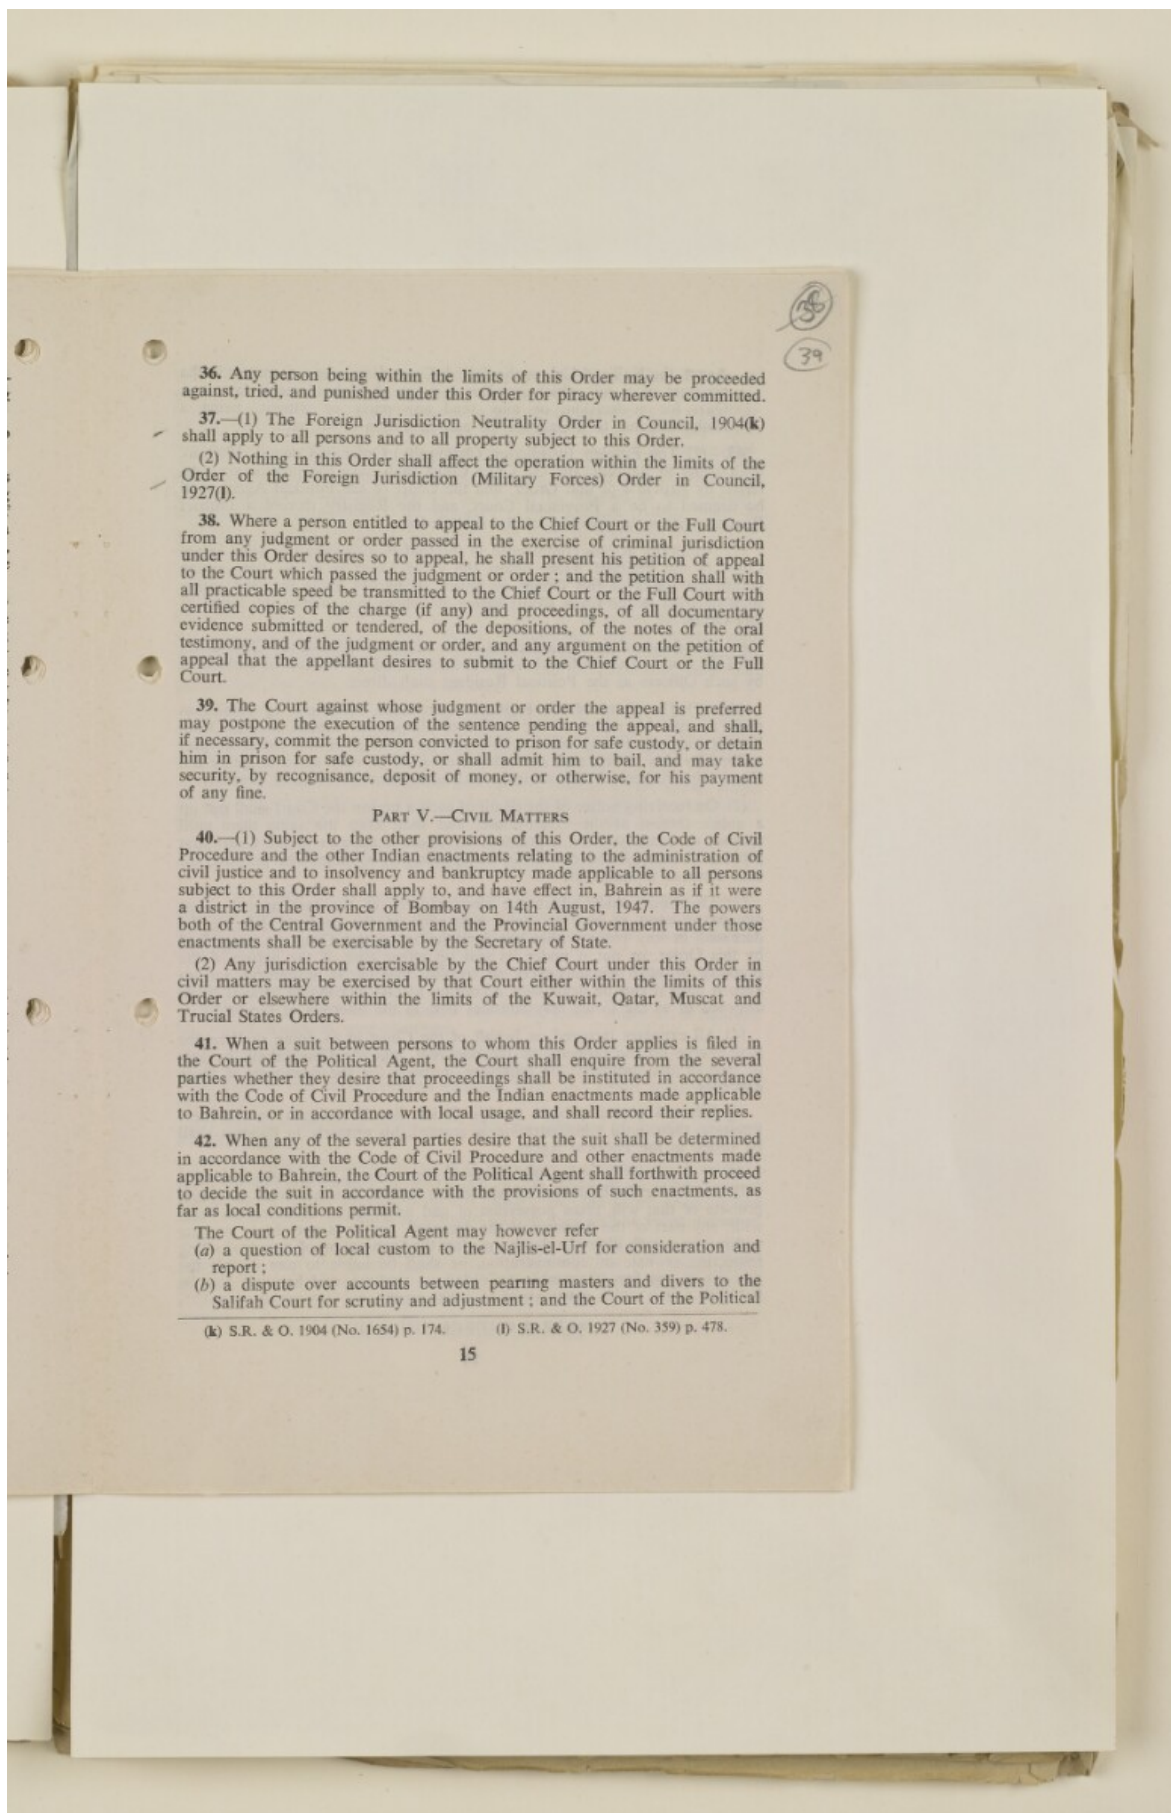 38
39
36. Any person being within the limits of this Order may be proceeded
against, tried, and punished under this Order for piracy wherever committed.
37.—(1) The Foreign Jurisdiction Neutrality Order in Council, 1904(k)
shall apply to all persons and to all property subject to this Order.
(2) Nothing in this Order shall affect the operation within the limits of the
Order of the Foreign Jurisdiction (Military Forces) Order in Council,
1927(l).
38. Where a person entitled to appeal to the Chief Court or the Full Court
from any judgment or order passed in the exercise of criminal jurisdiction
under this Order desires so to appeal, he shall present his petition of appeal
to the Court which passed the judgment or order ; and the petition shall with
all practicable speed be transmitted to the Chief Court or the Full Court with
certified copies of the charge (if any) and proceedings, of all documentary
evidence submitted or tendered, of the depositions, of the notes of the oral
testimony, and of the judgment or order, and any argument on the petition of
appeal that the appellant desires to submit to the Chief Court or the Full
Court.
39. The Court against whose judgment or order the appeal is preferred
may postpone the execution of the sentence pending the appeal, and shall,
if necessary, commit the person convicted to prison for safe custody, or detain
him in prison for safe custody, or shall admit him to bail, and may take
security, by recognisance, deposit of money, or otherwise, for his payment
of any fine.
PART V.—CIVIL MATTERS
40.—(1) Subject to the other provisions of this Order, the Code of Civil
Procedure and the other Indian enactments relating to the administration of
civil justice and to insolvency and bankruptcy made applicable to all persons
subject to this Order shall apply to, and have effect in, Bahrein as if it were
a district in the province of Bombay on 14th August, 1947. The powers
both of the Central Government and the Provincial Government under those
enactments shall be exercisable by the Secretary of State.
(2) Any jurisdiction exercisable by the Chief Court under this Order in
civil matters may be exercised by that Court either within the limits of this
Order or elsewhere within the limits of the Kuwait, Qatar, Muscat and
Trucial States Orders.
41. When a suit between persons to whom this Order applies is filed in
the Court of the Political Agent, the Court shall enquire from the several
parties whether they desire that proceedings shall be instituted in accordance
with the Code of Civil Procedure and the Indian enactments made applicable
to Bahrein, or in accordance with local usage, and shall record their replies.
42. When any of the several parties desire that the suit shall be determined
in accordance with the Code of Civil Procedure and other enactments made
applicable to Bahrein, the Court of the Political Agent shall forthwith proceed
to decide the suit in accordance with the provisions of such enactments, as
far as local conditions permit.
The Court of the Political Agent may however refer
(a) a question of local custom to the Najlis-el-Urf for consideration and
report ;
(b) a dispute over accounts between pearling masters and divers to the
Salifah Court for scrutiny and adjustment ; and the Court of the Political
(k) S.R. & O. 1904 (No. 1654) p. 174. (l) S.R. & O. 1927 (No. 359) p. 478.
15